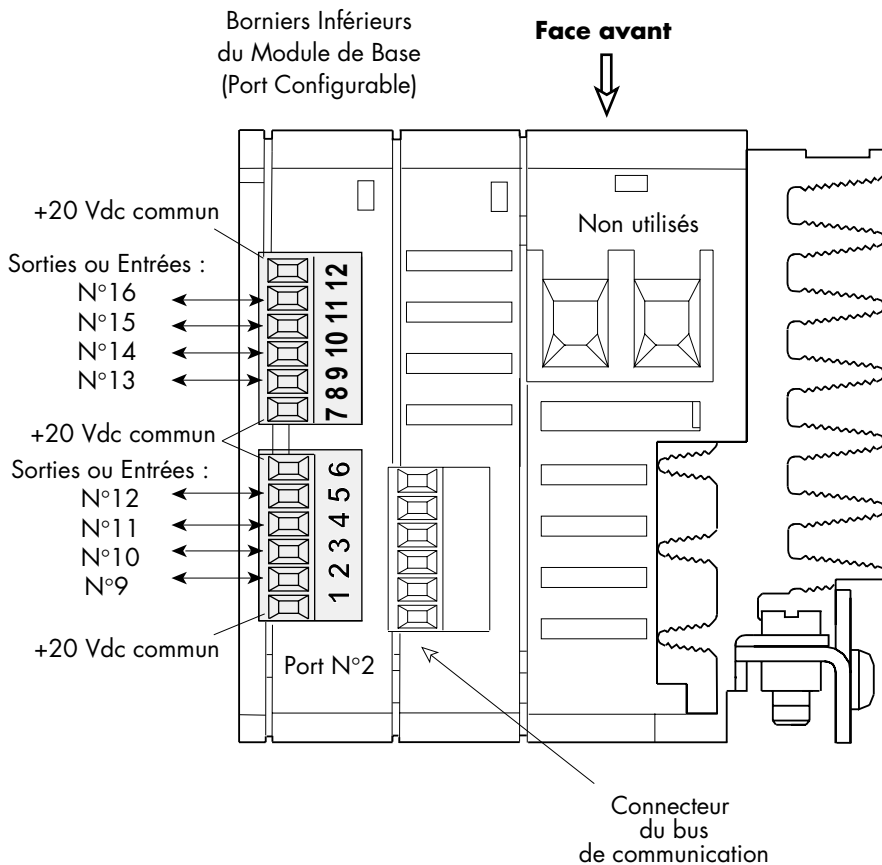 Borniers Inférieurs
du Module de Base
(Port Configurable)
Face avant
+20 Vdc commun
Non utilisés
Sorties ou Entrées :
N°16
N°15
N°14
N°13
7 8 9 10 11 12
+20 Vdc commun
Sorties ou Entrées :
N°12
N°11
N°10
N°9
1 2 3 4 5 6
+20 Vdc commun
Port N°2
Connecteur
du bus
de communication